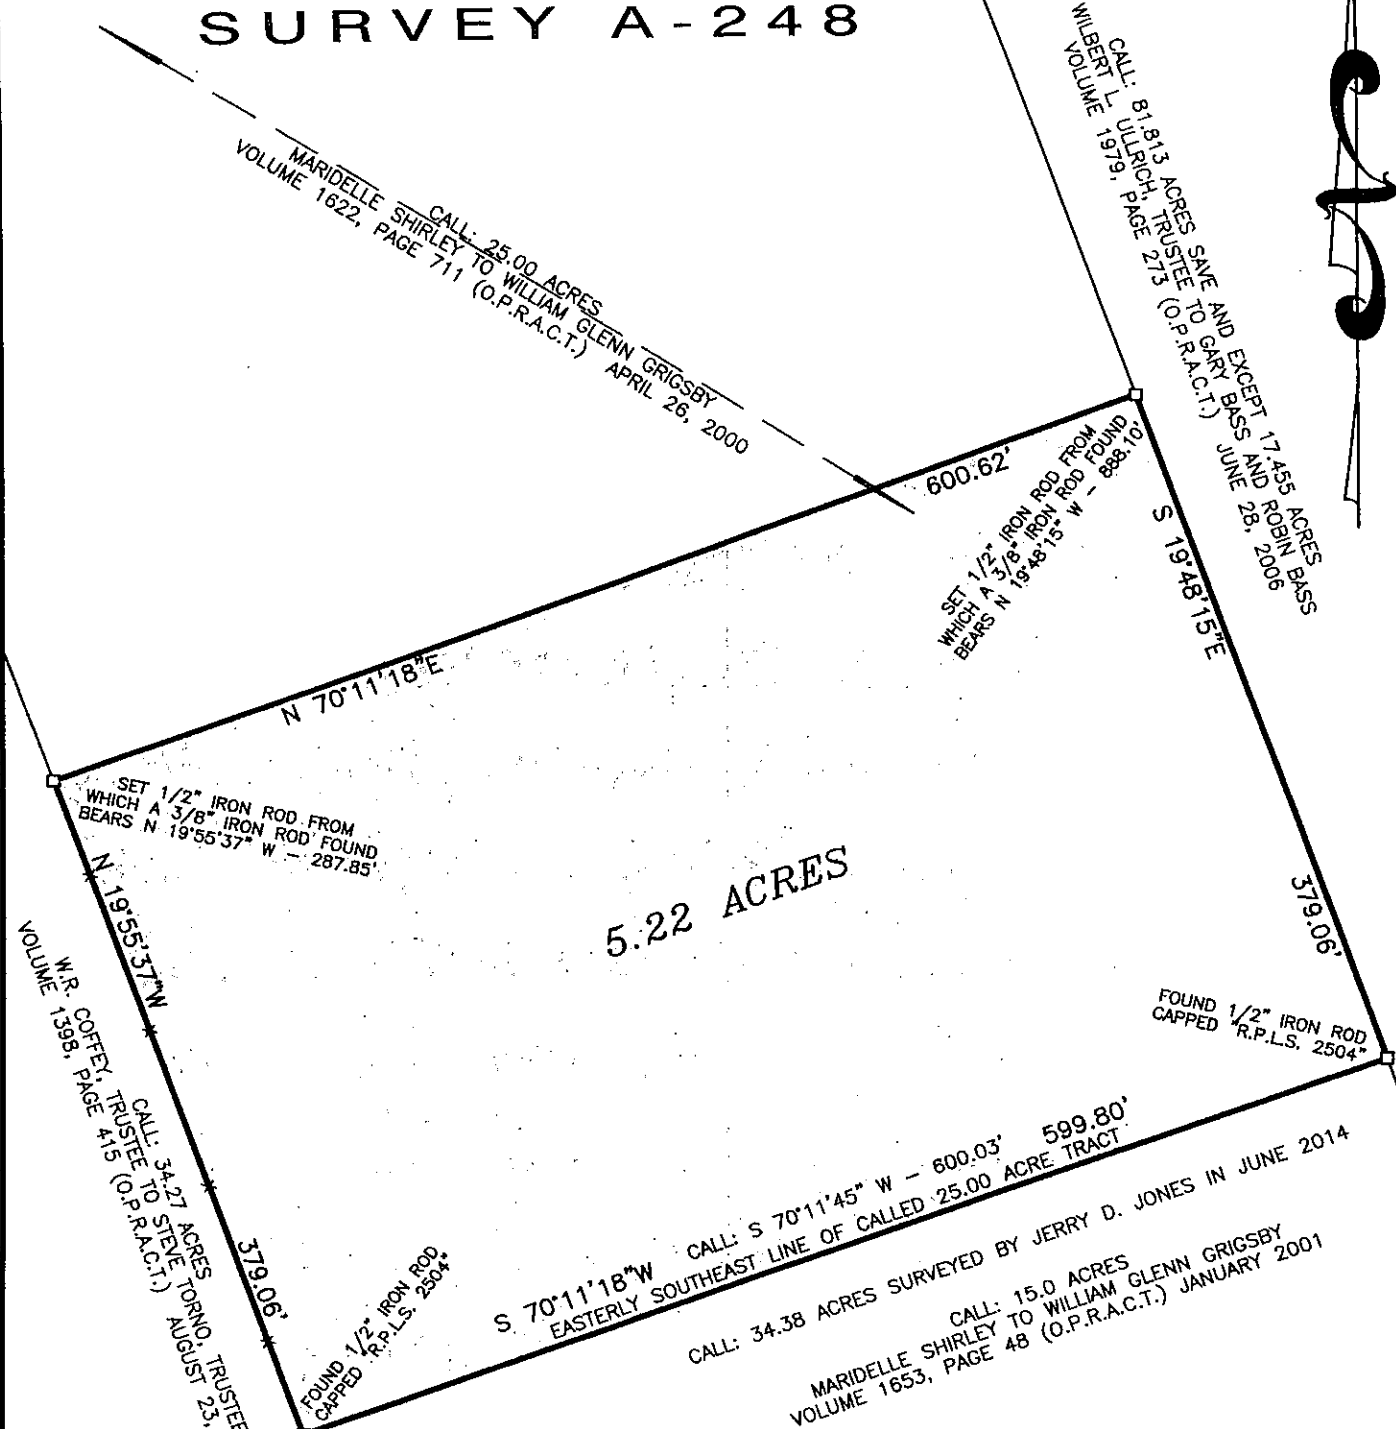 SURVEY A-248
CALL: 81.813 ACRES SAVE AND EXCEPT 17.455 ACRES
WILBERT L. ULLRICH, TRUSTEE TO GARY BASS AND ROBIN BASS
VOLUME 1979, PAGE 273 (O.P.R.A.C.T.) JUNE 28, 2006
CALL: 25.00 ACRES
MARIDELLE SHIRLEY TO WILLIAM GLENN GRIGSBY
VOLUME 1622, PAGE 711 (O.P.R.A.C.T.) APRIL 26, 2000
600.62'
SET 1/2" IRON ROD FROM
WHICH A 3/8" IRON ROD FOUND
BEARS N 19°48'15" W - 888.10'
S 19°48'15"E
N 70°11'18"E
SET 1/2" IRON ROD FROM
WHICH A 3/8" IRON ROD FOUND
BEARS N 19°55'37" W - 287.85'
N 19°55'37"W
5.22 ACRES
379.06'
FOUND 1/2" IRON ROD
CAPPED "R.P.L.S. 2504"
CALL: 34.27 ACRES
W.R. COFFEY, TRUSTEE TO STEVE TORNO, TRUSTEE
VOLUME 1398, PAGE 415 (O.P.R.A.C.T.) AUGUST 23,
379.06'
FOUND 1/2" IRON ROD
CAPPED "R.P.L.S. 2504"
S 70°11'18"W CALL: S 70°11'45" W - 600.03' 599.80'
EASTERLY SOUTHEAST LINE OF CALLED 25.00 ACRE TRACT
CALL: 34.38 ACRES SURVEYED BY JERRY D. JONES IN JUNE 2014
CALL: 15.0 ACRES
MARIDELLE SHIRLEY TO WILLIAM GLENN GRIGSBY
VOLUME 1653, PAGE 48 (O.P.R.A.C.T.) JANUARY 2001